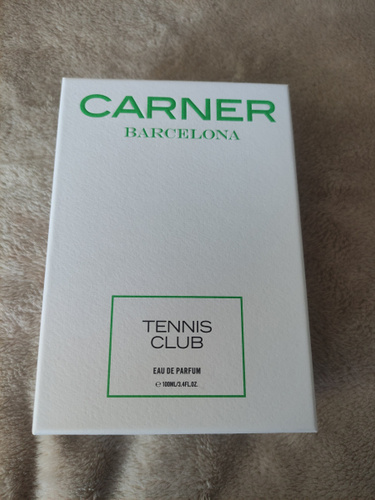 CARNER
BARCELONA
TENNIS
CLUB
EAU DE PARFUM
℮ 100ML/3.4FL.OZ.